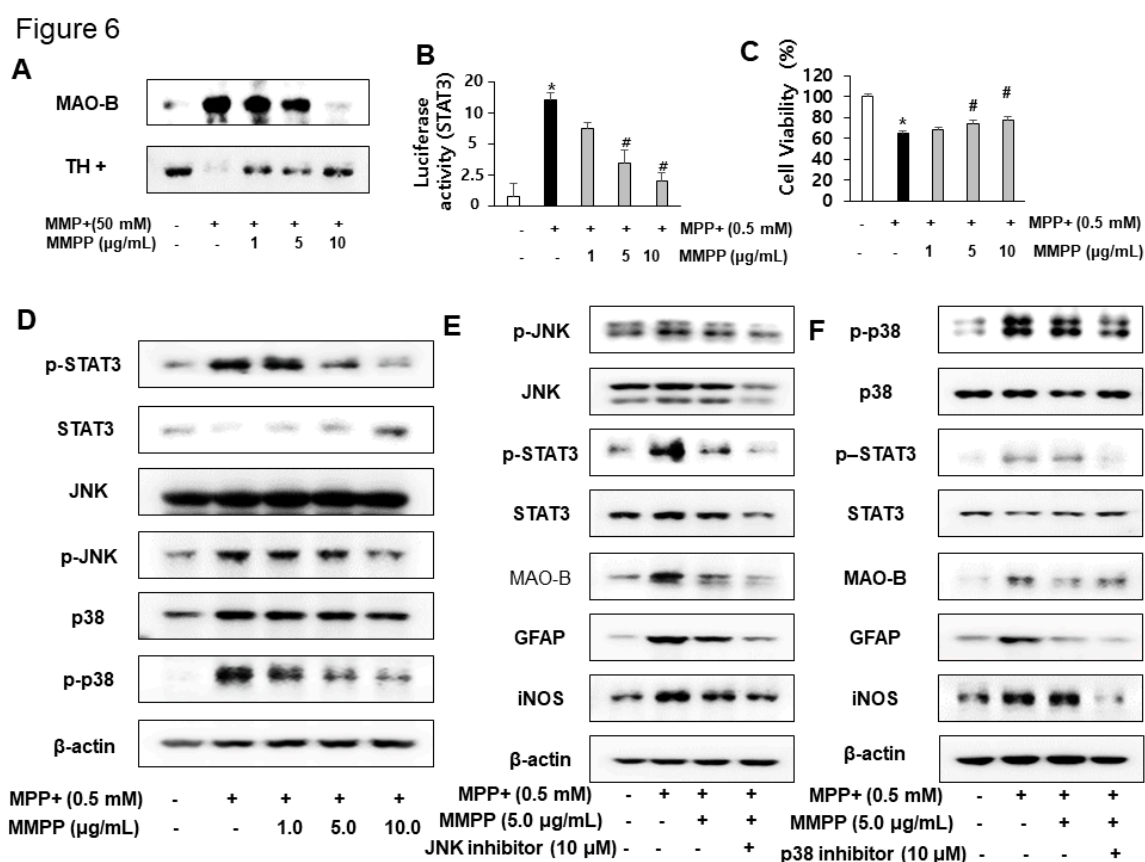 Figure 6
A
MAO-B
TH +
MMP+(50 mM) - + + + +
MMPP (µg/mL) - - 1 5 10
B
Luciferase
activity (STAT3)
20
10
5
2.5
0
*
#
#
- + + + + MPP+ (0.5 mM)
- - 1 5 10 MMPP (µg/mL)
C
Cell Viability (%)
120
100
80
60
40
20
0
*
#
#
- + + + + MPP+ (0.5 mM)
- - 1 5 10 MMPP (µg/mL)
D
p-STAT3
STAT3
JNK
p-JNK
p38
p-p38
β-actin
MPP+ (0.5 mM) - + + + +
MMPP (µg/mL) - - 1.0 5.0 10.0
E
p-JNK
JNK
p-STAT3
STAT3
MAO-B
GFAP
iNOS
β-actin
MPP+ (0.5 mM) - + + +
MMPP (5.0 µg/mL) - - + +
JNK inhibitor (10 µM) - - - +
F
p-p38
p38
p–STAT3
STAT3
MAO-B
GFAP
iNOS
β-actin
MPP+ (0.5 mM) - + + +
MMPP (5.0 µg/mL) - - + +
p38 inhibitor (10 µM) - - - +